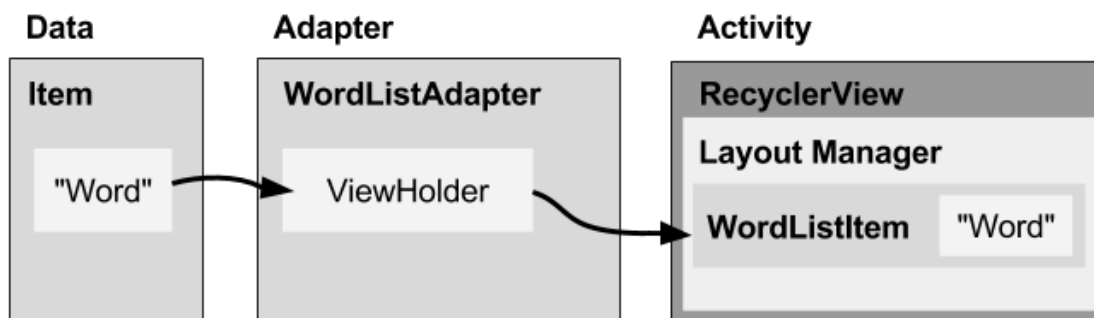 Data
Adapter
Activity
Item
WordListAdapter
RecyclerView
Layout Manager
"Word"
ViewHolder
WordListItem
"Word"